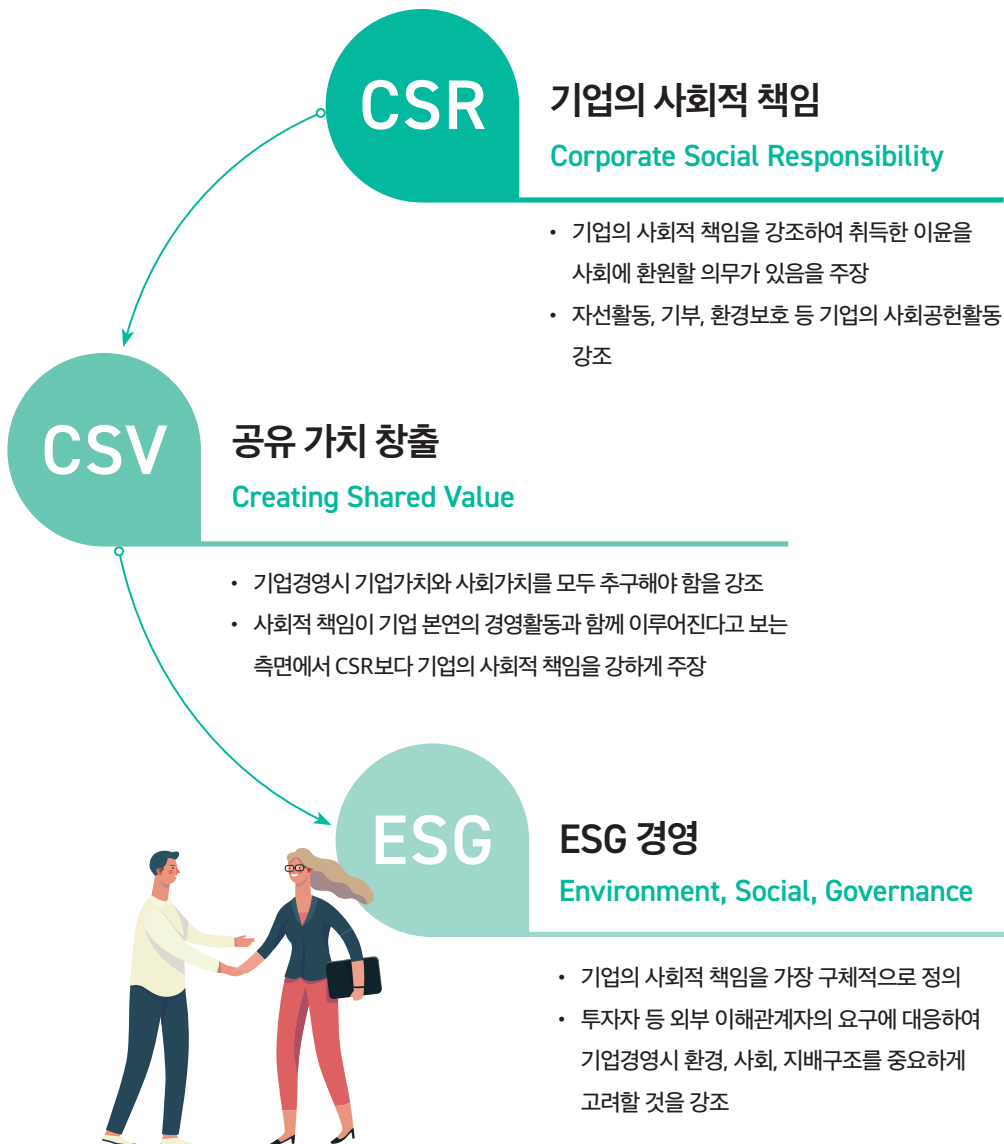 CSR
기업의 사회적 책임
Corporate Social Responsibility
• 기업의 사회적 책임을 강조하여 취득한 이윤을
사회에 환원할 의무가 있음을 주장
• 자선활동, 기부, 환경보호 등 기업의 사회공헌활동
강조
CSV
공유 가치 창출
Creating Shared Value
• 기업경영시 기업가치와 사회가치를 모두 추구해야 함을 강조
• 사회적 책임이 기업 본연의 경영활동과 함께 이루어진다고 보는
측면에서 CSR보다 기업의 사회적 책임을 강하게 주장
ESG
ESG 경영
Environment, Social, Governance
• 기업의 사회적 책임을 가장 구체적으로 정의
• 투자자 등 외부 이해관계자의 요구에 대응하여
기업경영시 환경, 사회, 지배구조를 중요하게
고려할 것을 강조